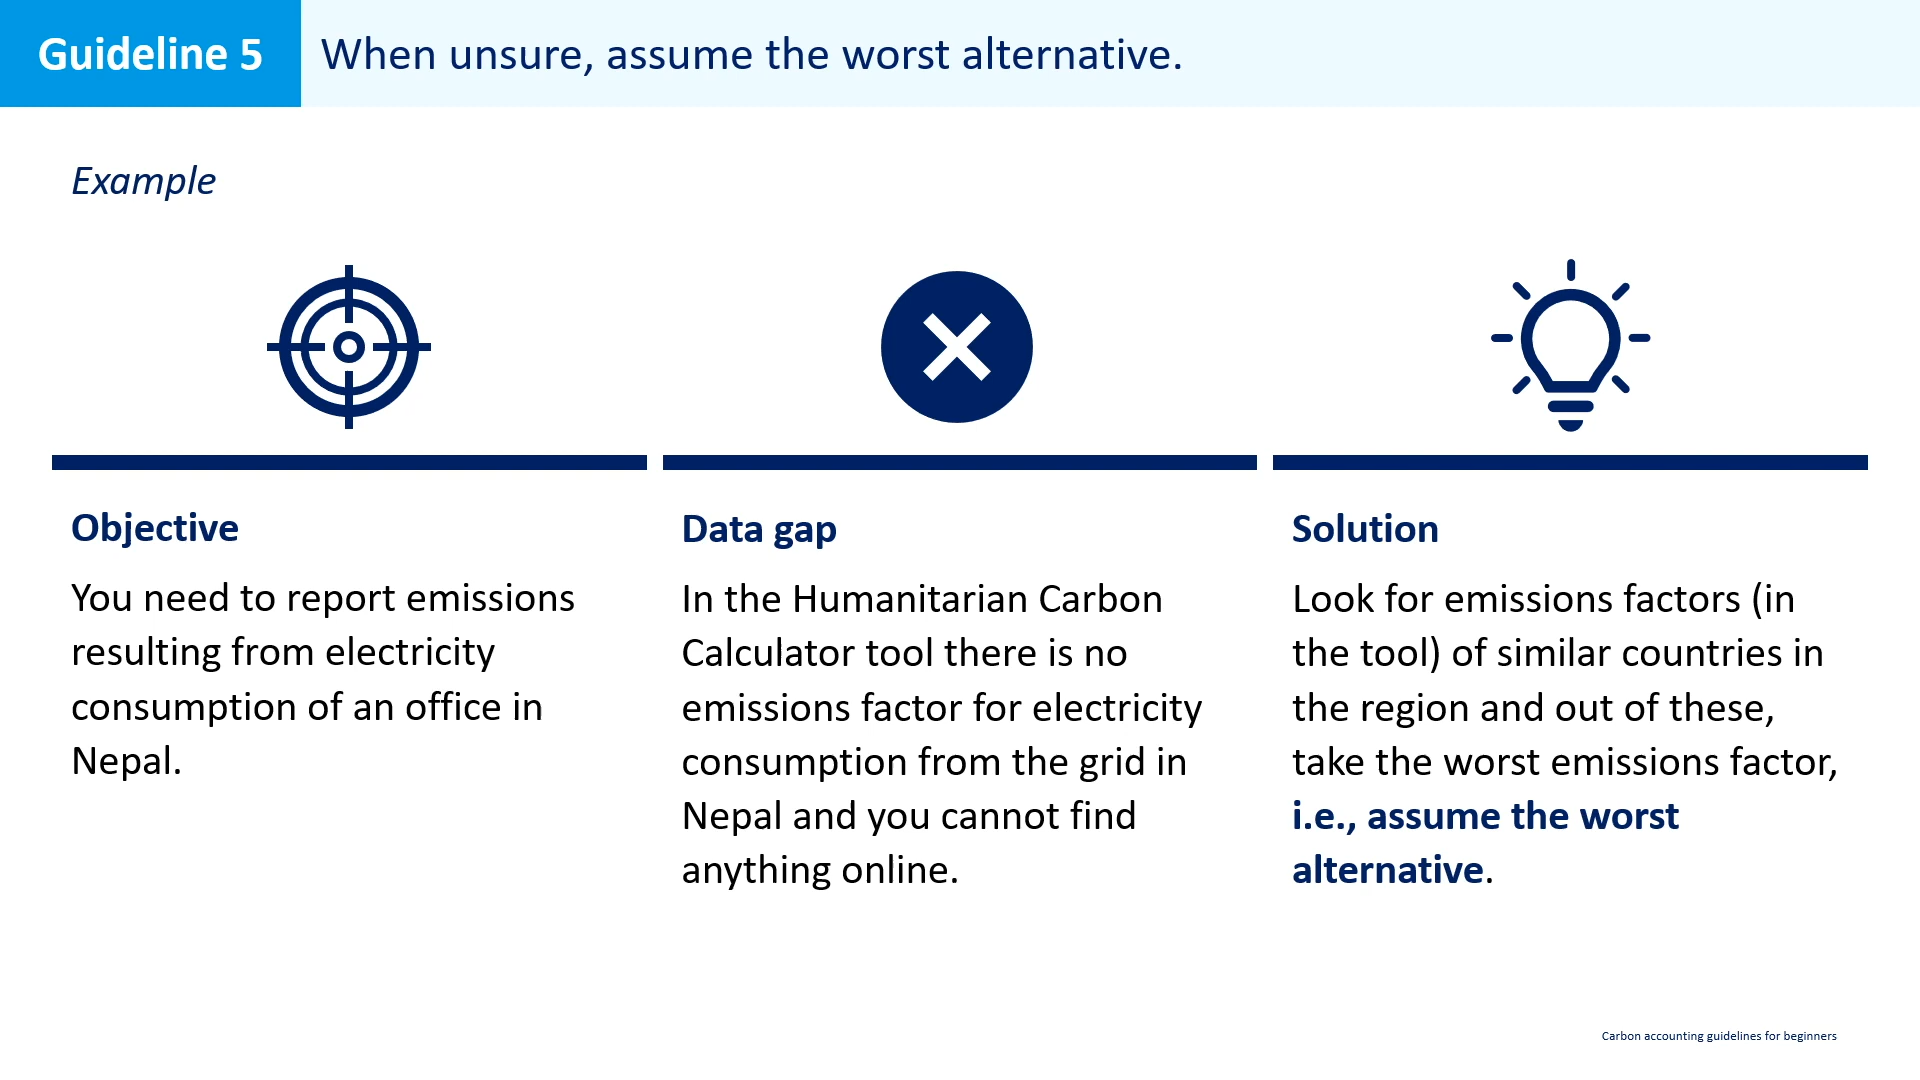 Guideline 5
When unsure, assume the worst alternative.
Example
Objective
You need to report emissions
resulting from electricity
consumption of an office in
Nepal.
Data gap
In the Humanitarian Carbon
Calculator tool there is no
emissions factor for electricity
consumption from the grid in
Nepal and you cannot find
anything online.
Solution
Look for emissions factors (in
the tool) of similar countries in
the region and out of these,
take the worst emissions factor,
i.e., assume the worst
alternative.
Carbon accounting guidelines for beginners